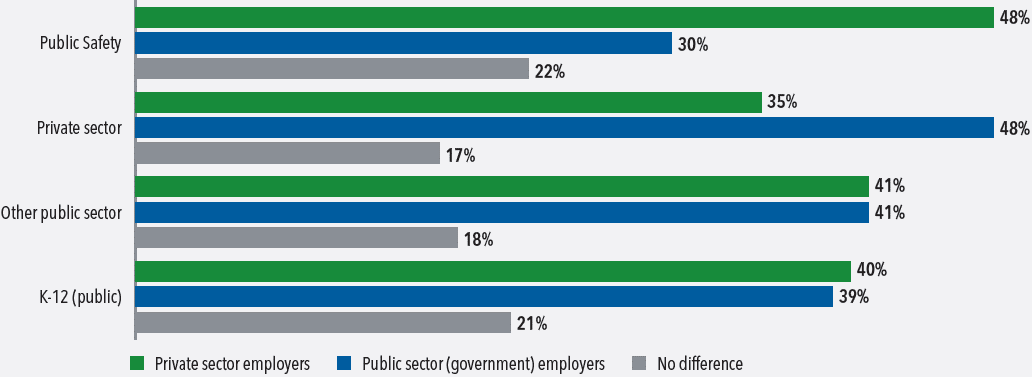 48%
Public Safety
30%
22%
35%
Private sector
48%
17%
41%
Other public sector
41%
18%
40%
K-12 (public)
39%
21%
Private sector employers Public sector (government) employers No difference